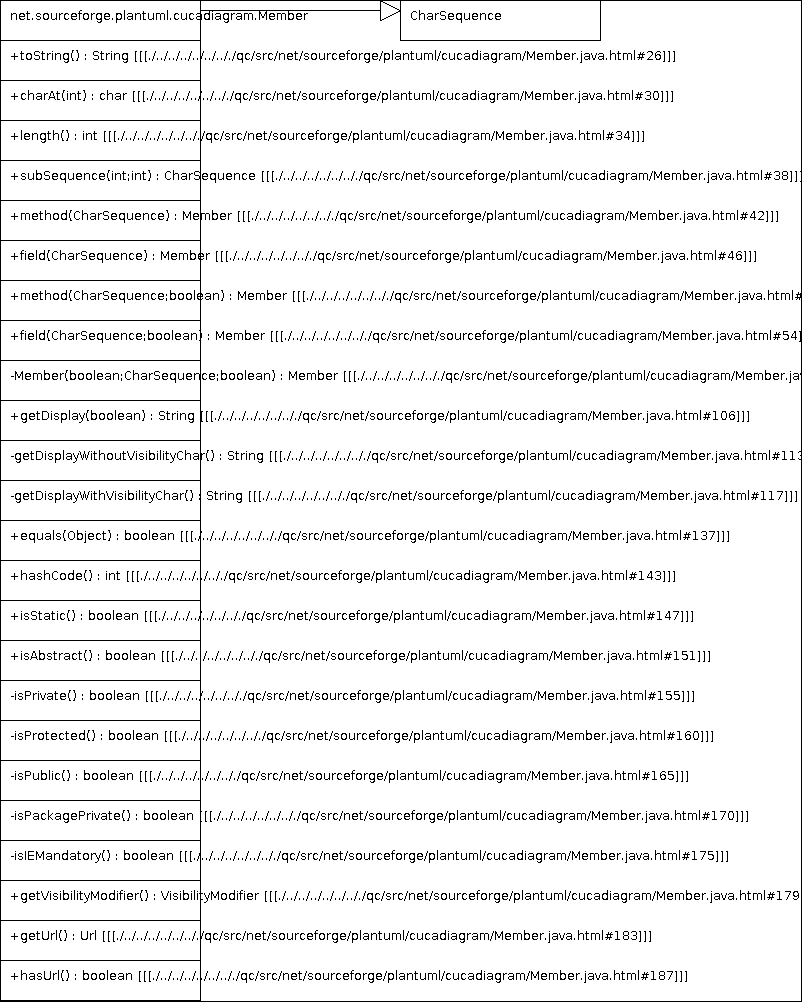 net.sourceforge.plantuml.cucadiagram.Member
CharSequence
+toString() : String [[[./../../../../../../../qc/src/net/sourceforge/plantuml/cucadiagram/Member.java.html#26]]]
+charAt(int) : char [[[./../../../../../../../qc/src/net/sourceforge/plantuml/cucadiagram/Member.java.html#30]]]
+length() : int [[[./../../../../../../../qc/src/net/sourceforge/plantuml/cucadiagram/Member.java.html#34]]]
+subSequence(int;int) : CharSequence [[[./../../../../../../../qc/src/net/sourceforge/plantuml/cucadiagram/Member.java.html#38]]]
+method(CharSequence) : Member [[[./../../../../../../../qc/src/net/sourceforge/plantuml/cucadiagram/Member.java.html#42]]]
+field(CharSequence) : Member [[[./../../../../../../../qc/src/net/sourceforge/plantuml/cucadiagram/Member.java.html#46]]]
+method(CharSequence;boolean) : Member [[[./../../../../../../../qc/src/net/sourceforge/plantuml/cucadiagram/Member.java.html#
+field(CharSequence;boolean) : Member [[[./../../../../../../../qc/src/net/sourceforge/plantuml/cucadiagram/Member.java.html#54]
-Member(boolean;CharSequence;boolean) : Member [[[./../../../../../../../qc/src/net/sourceforge/plantuml/cucadiagram/Member.jav
+getDisplay(boolean) : String [[[./../../../../../../../qc/src/net/sourceforge/plantuml/cucadiagram/Member.java.html#106]]]
-getDisplayWithoutVisibilityChar() : String [[[./../../../../../../../qc/src/net/sourceforge/plantuml/cucadiagram/Member.java.html#113
-getDisplayWithVisibilityChar() : String [[[./../../../../../../../qc/src/net/sourceforge/plantuml/cucadiagram/Member.java.html#117]]]
+equals(Object) : boolean [[[./../../../../../../../qc/src/net/sourceforge/plantuml/cucadiagram/Member.java.html#137]]]
+hashCode() : int [[[./../../../../../../../qc/src/net/sourceforge/plantuml/cucadiagram/Member.java.html#143]]]
+isStatic() : boolean [[[./../../../../../../../qc/src/net/sourceforge/plantuml/cucadiagram/Member.java.html#147]]]
+isAbstract() : boolean [[[./../../../../../../../qc/src/net/sourceforge/plantuml/cucadiagram/Member.java.html#151]]]
-isPrivate() : boolean [[[./../../../../../../../qc/src/net/sourceforge/plantuml/cucadiagram/Member.java.html#155]]]
-isProtected() : boolean [[[./../../../../../../../qc/src/net/sourceforge/plantuml/cucadiagram/Member.java.html#160]]]
-isPublic() : boolean [[[./../../../../../../../qc/src/net/sourceforge/plantuml/cucadiagram/Member.java.html#165]]]
-isPackagePrivate() : boolean [[[./../../../../../../../qc/src/net/sourceforge/plantuml/cucadiagram/Member.java.html#170]]]
-isIEMandatory() : boolean [[[./../../../../../../../qc/src/net/sourceforge/plantuml/cucadiagram/Member.java.html#175]]]
+getVisibilityModifier() : VisibilityModifier [[[./../../../../../../../qc/src/net/sourceforge/plantuml/cucadiagram/Member.java.html#179
+getUrl() : Url [[[./../../../../../../../qc/src/net/sourceforge/plantuml/cucadiagram/Member.java.html#183]]]
+hasUrl() : boolean [[[./../../../../../../../qc/src/net/sourceforge/plantuml/cucadiagram/Member.java.html#187]]]